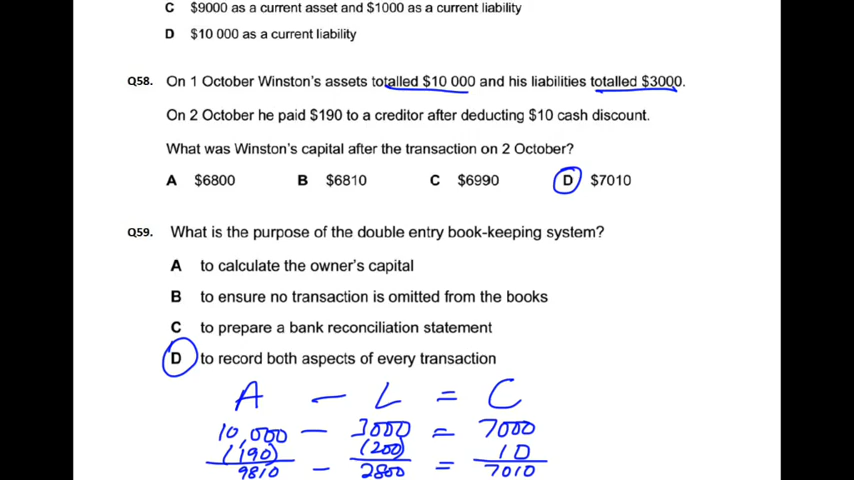 C $9000 as a current asset and $1000 as a current liability
D $10 000 as a current liability
Q58. On 1 October Winston's assets totalled $10 000 and his liabilities totalled $3000.
On 2 October he paid $190 to a creditor after deducting $10 cash discount.
What was Winston's capital after the transaction on 2 October?
A $6800 B $6810 C $6990 D $7010
Q59. What is the purpose of the double entry book-keeping system?
A to calculate the owner's capital
B to ensure no transaction is omitted from the books
C to prepare a bank reconciliation statement
D to record both aspects of every transaction
A – L = C
10,000 – 3000 = 7000
(190) (200) 10
9810 – 2800 = 7010